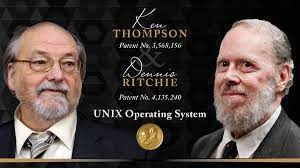 Ken
THOMPSON
Patent No. 3,568,156
&
Dennis
RITCHIE
Patent No. 4,135,240
UNIX Operating System